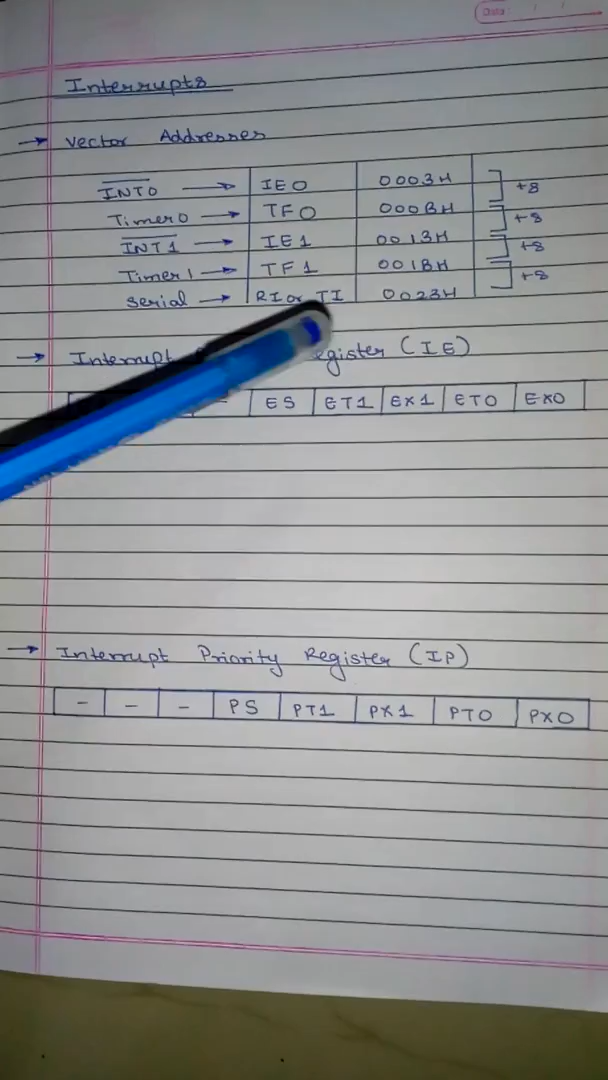 Date:
Interrupts
→ Vector Addresses
INT0 → IE0 0003H +8
Timer0 → TF0 000BH +8
INT1 → IE1 0013H +8
Timer1 → TF1 001BH +8
Serial → RI or TI 0023H
→ Interrupt Register (IE)
ES ET1 EX1 ET0 EX0
→ Interrupt Priority Register (IP)
- - - PS PT1 PX1 PT0 PX0